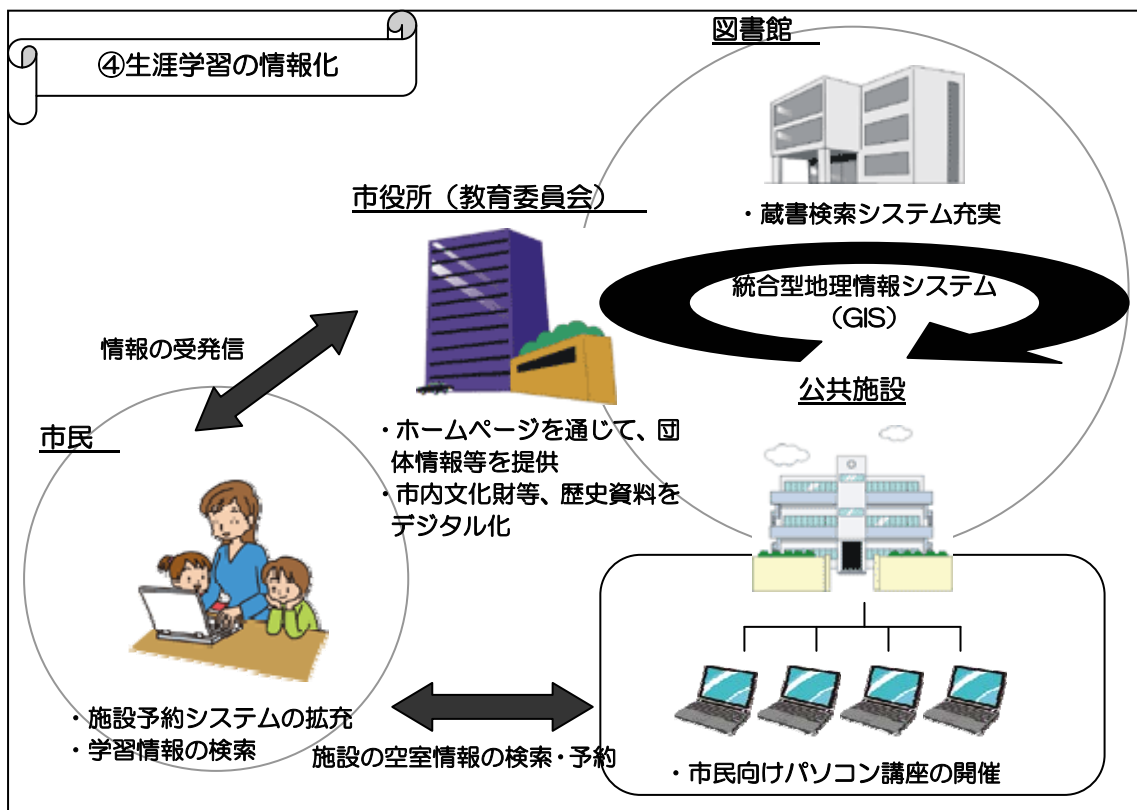 ④生涯学習の情報化
図書館
・蔵書検索システム充実
市役所（教育委員会）
統合型地理情報システム
（GIS）
情報の受発信
公共施設
市民
・ホームページを通じて、団
体情報等を提供
・市内文化財等、歴史資料を
デジタル化
・施設予約システムの拡充
・学習情報の検索
施設の空室情報の検索・予約
・市民向けパソコン講座の開催